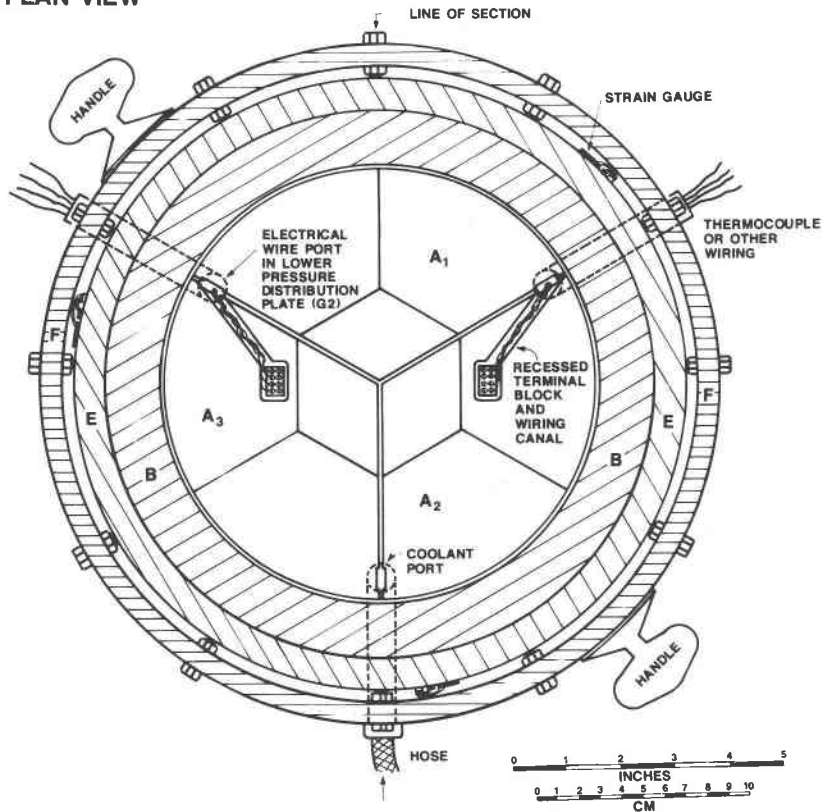 PLAN VIEW
LINE OF SECTION
HANDLE
STRAIN GAUGE
THERMOCOUPLE
OR OTHER
WIRING
ELECTRICAL
WIRE PORT
IN LOWER
PRESSURE
DISTRIBUTION
PLATE (G2)
A1
F
RECESSED
TERMINAL
BLOCK
AND
WIRING
CANAL
F
A3
E
E
B
B
A2
COOLANT
PORT
HANDLE
HOSE
0 1 2 3 4 5
INCHES
0 1 2 3 4 5 6 7 8 9 10
CM